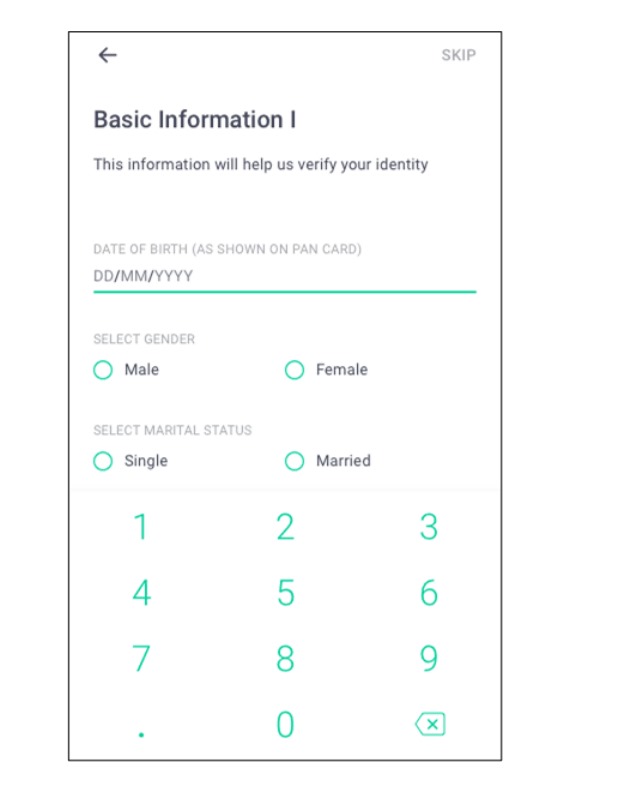 SKIP
Basic Information I
This information will help us verify your identity
DATE OF BIRTH (AS SHOWN ON PAN CARD)
DD/MM/YYYY
SELECT GENDER
Male Female
SELECT MARITAL STATUS
Single Married
1 2 3
4 5 6
7 8 9
. 0